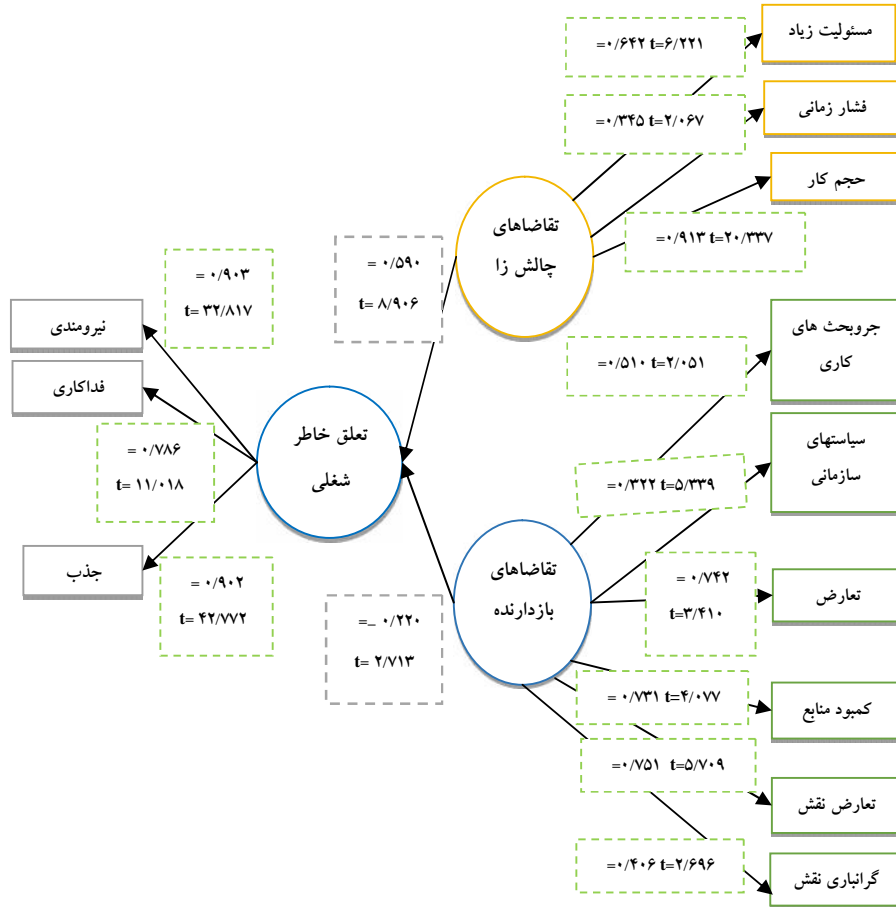 مسئولیت زیاد
=۰/۶۴۲ t=۶/۲۲۱
فشار زمانی
=۰/۳۴۵ t=۲/۰۶۷
حجم کار
=۰/۹۱۳ t=۲۰/۳۳۷
تقاضاهای
چالش زا
= ۰/۵۹۰
t= ۸/۹۰۶
= ۰/۹۰۳
t= ۳۲/۸۱۷
نیرومندی
فداکاری
= ۰/۷۸۶
t= ۱۱/۰۱۸
جذب
= ۰/۹۰۲
t= ۴۲/۷۷۲
تعلق خاطر
شغلی
جروبحث های
کاری
=۰/۵۱۰ t=۲/۰۵۱
سیاستهای
سازمانی
=۰/۳۲۲ t=۵/۳۳۹
تقاضاهای
بازدارنده
=_ ۰/۲۲۰
t= ۲/۷۱۳
تعارض
= ۰/۷۴۲
t=۳/۴۱۰
کمبود منابع
= ۰/۷۳۱ t=۴/۰۷۷
تعارض نقش
=۰/۷۵۱ t=۵/۷۰۹
گرانباری نقش
=۰/۴۰۶ t=۲/۶۹۶